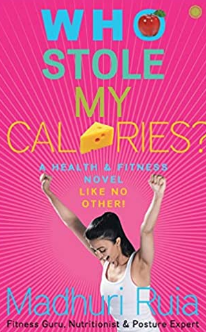 WHO
STOLE
MY
CALORIES?
A HEALTH & FITNESS
NOVEL
LIKE NO
OTHER!
Madhuri Ruia
Fitness Guru, Nutritionist & Posture Expert